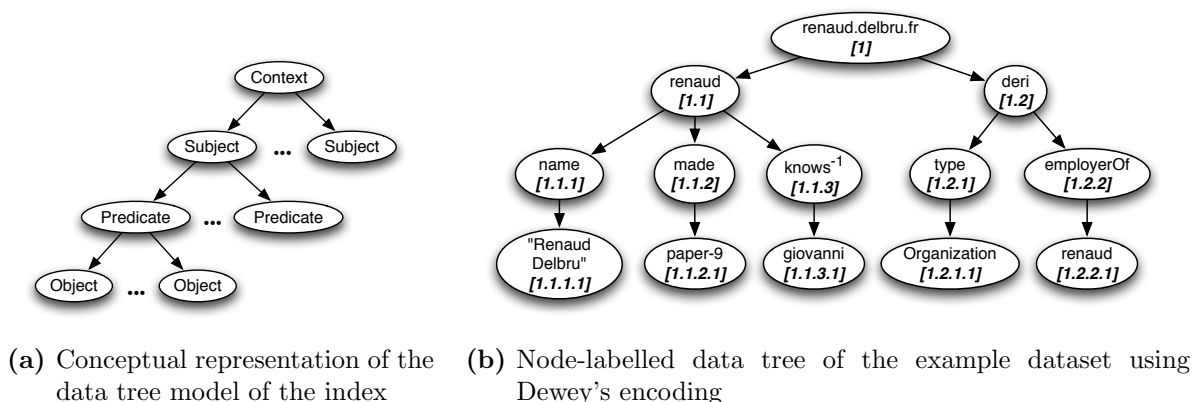 Context
Subject
...
Subject
Predicate
...
Predicate
Object
...
Object
renaud.delbru.fr
[1]
renaud
[1.1]
deri
[1.2]
name
[1.1.1]
made
[1.1.2]
knows⁻¹
[1.1.3]
type
[1.2.1]
employerOf
[1.2.2]
"Renaud
Delbru"
[1.1.1.1]
paper-9
[1.1.2.1]
giovanni
[1.1.3.1]
Organization
[1.2.1.1]
renaud
[1.2.2.1]
(a) Conceptual representation of the
data tree model of the index
(b) Node-labelled data tree of the example dataset using
Dewey's encoding